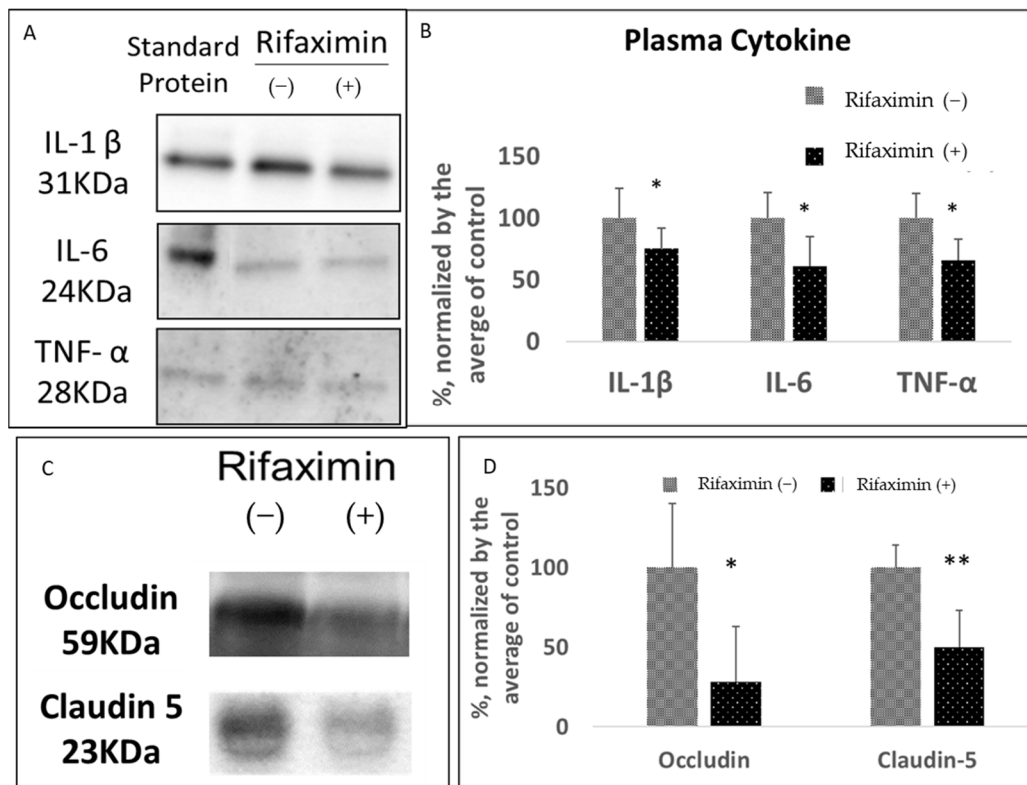 A
Standard
Protein
Rifaximin
(−) (+)
IL-1 β
31KDa
IL-6
24KDa
TNF- α
28KDa
B
Plasma Cytokine
Rifaximin (−)
Rifaximin (+)
%, normalized by the
averge of control
150
100
50
0
* * *
IL-1β IL-6 TNF-α
C
Rifaximin
(−) (+)
Occludin
59KDa
Claudin 5
23KDa
D
Rifaximin (−) Rifaximin (+)
%, normalized by the
average of control
150
100
50
0
* **
Occludin Claudin-5